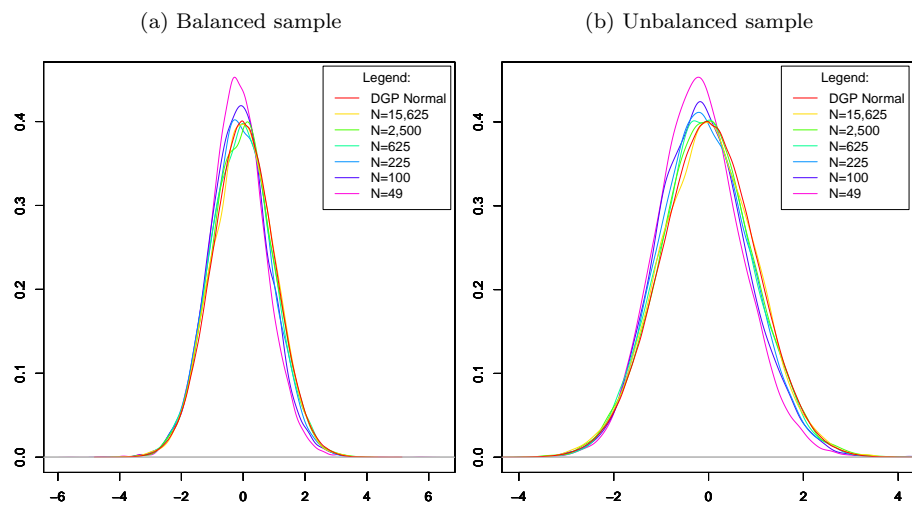 (a) Balanced sample
Legend:
DGP Normal
N=15,625
N=2,500
N=625
N=225
N=100
N=49
0.4
0.3
0.2
0.1
0.0
−6 −4 −2 0 2 4 6
(b) Unbalanced sample
Legend:
DGP Normal
N=15,625
N=2,500
N=625
N=225
N=100
N=49
0.4
0.3
0.2
0.1
0.0
−4 −2 0 2 4